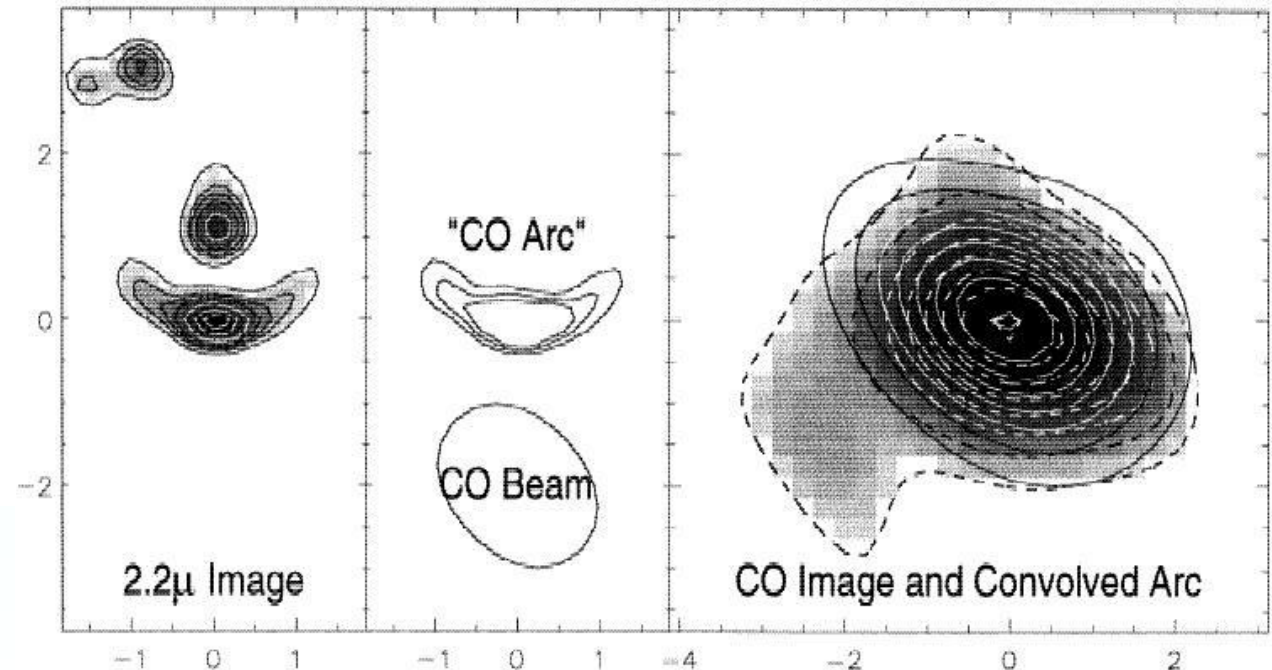 2
0
−2
"CO Arc"
CO Beam
2.2μ Image
CO Image and Convolved Arc
−1 0 1
−1 0 1
−4 −2 0 2